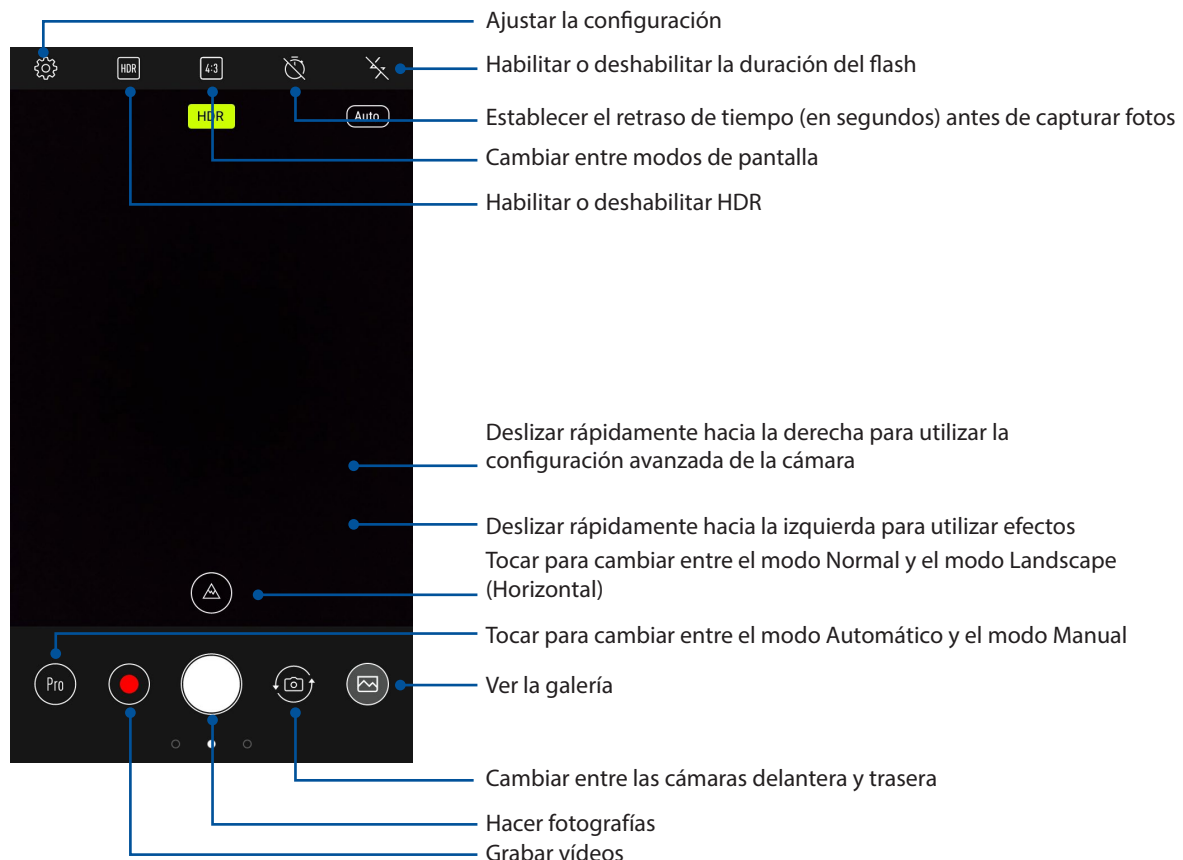 Ajustar la configuración
HDR
4:3
Habilitar o deshabilitar la duración del flash
HDR
Auto
Establecer el retraso de tiempo (en segundos) antes de capturar fotos
Cambiar entre modos de pantalla
Habilitar o deshabilitar HDR
Deslizar rápidamente hacia la derecha para utilizar la
configuración avanzada de la cámara
Deslizar rápidamente hacia la izquierda para utilizar efectos
Tocar para cambiar entre el modo Normal y el modo Landscape
(Horizontal)
Tocar para cambiar entre el modo Automático y el modo Manual
Pro
Ver la galería
Cambiar entre las cámaras delantera y trasera
Hacer fotografías
Grabar vídeos